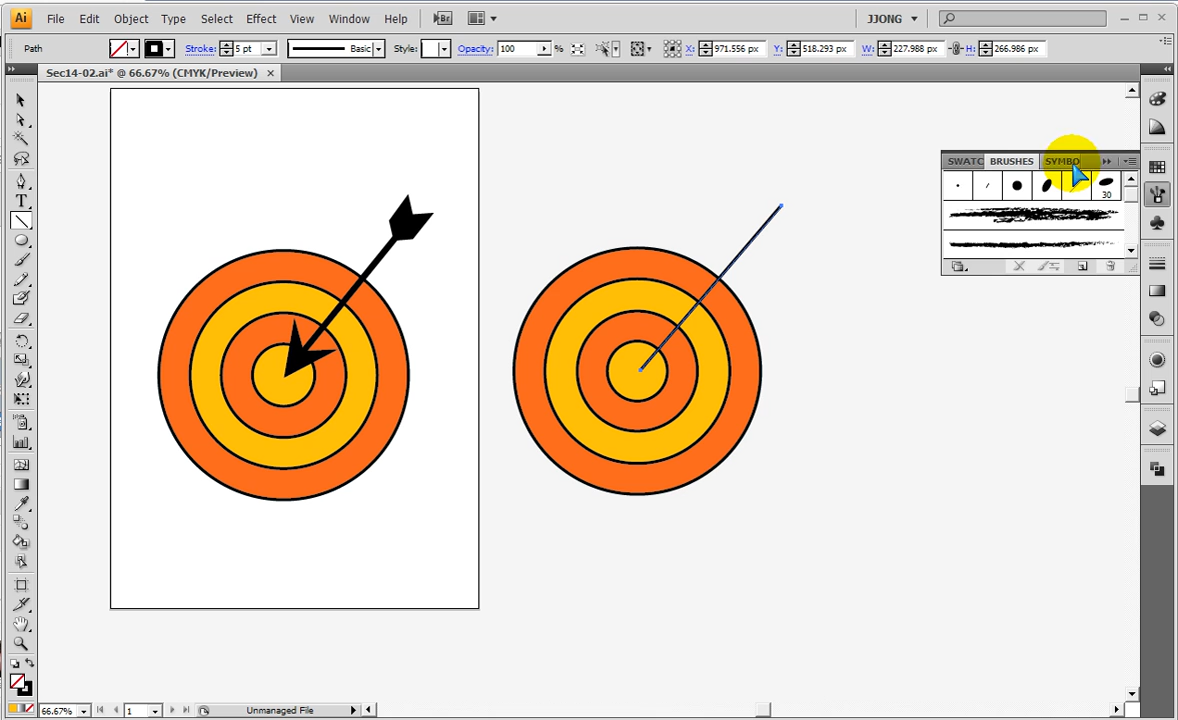 Ai File Edit Object Type Select Effect View Window Help Br JJONG
Path Stroke: 5 pt Basic Style: Opacity: 100 % X: 971.556 px Y: 518.293 px W: 227.988 px H: 266.986 px
Sec14-02.ai* @ 66.67% (CMYK/Preview)
SWATC BRUSHES SYMBO
30
T
66.67% 1 Unmanaged File